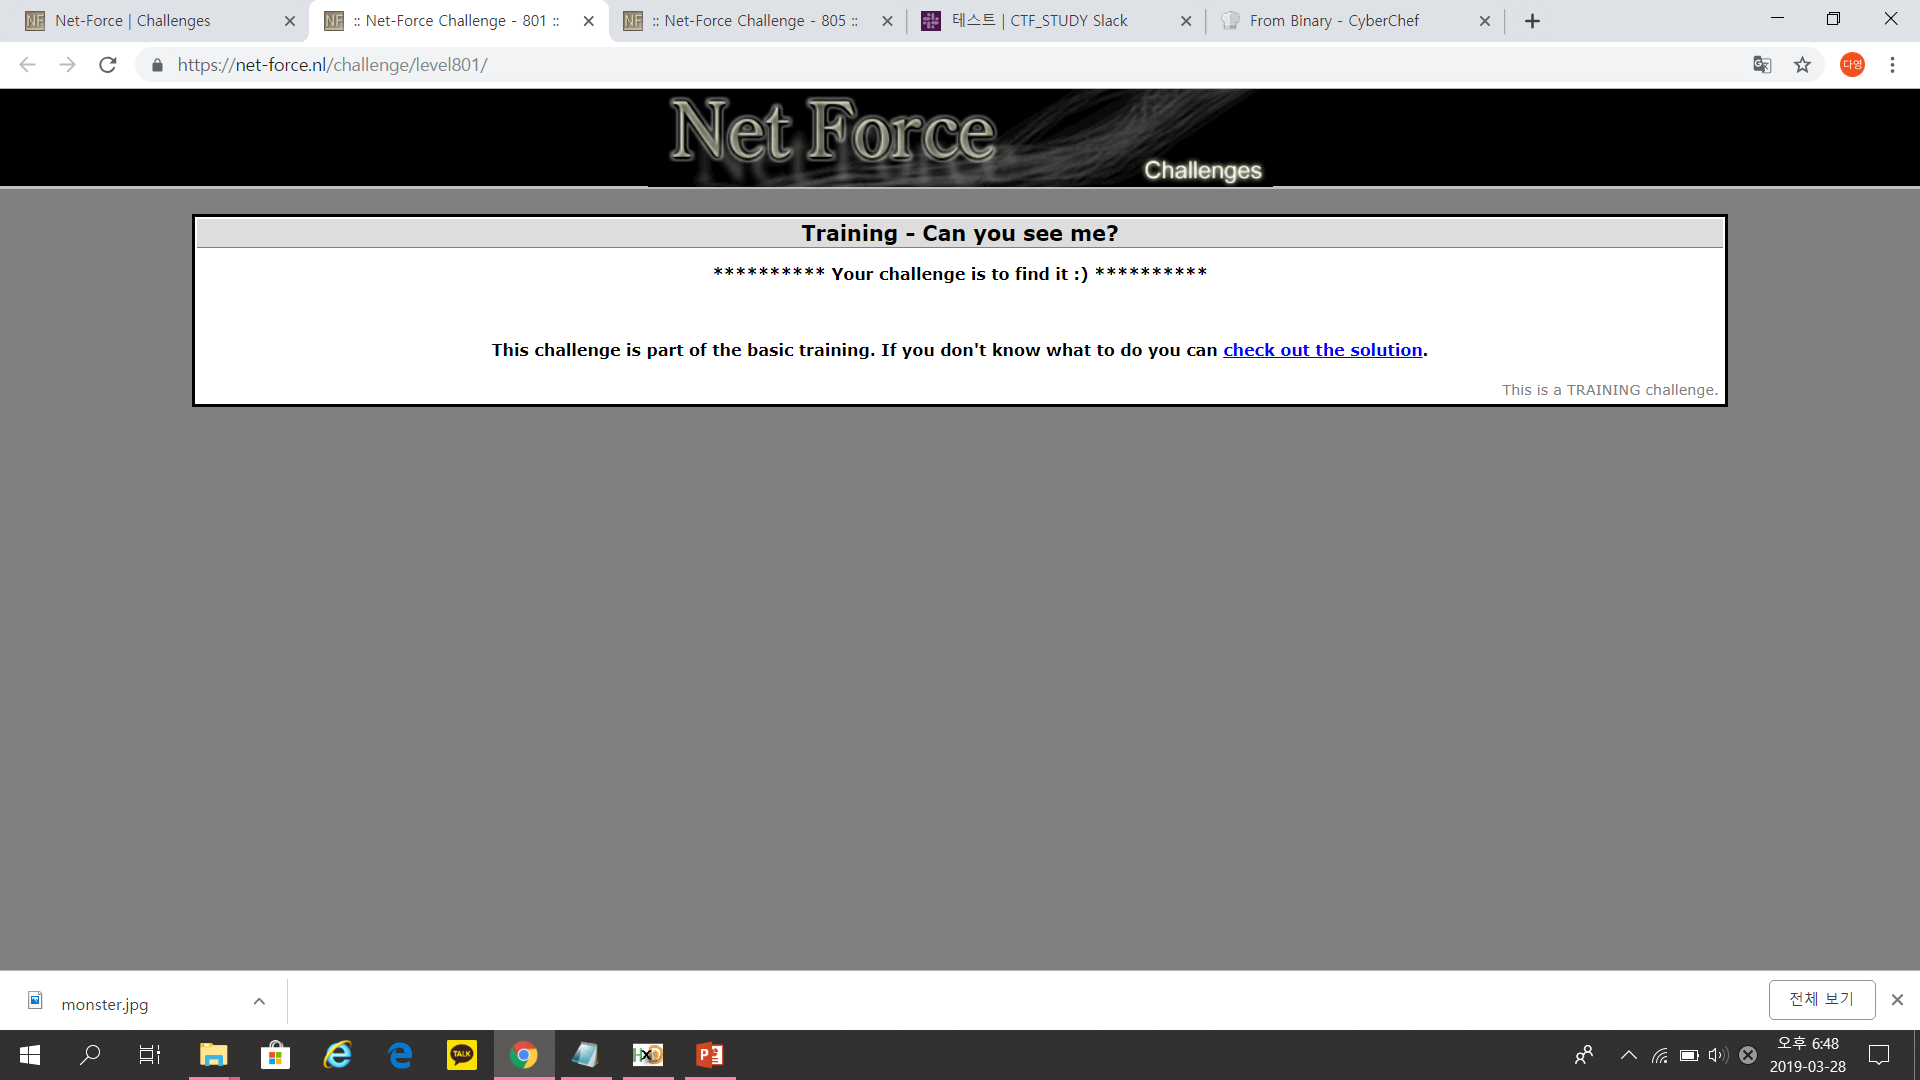 Net-Force | Challenges
:: Net-Force Challenge - 801 ::
:: Net-Force Challenge - 805 ::
테스트 | CTF_STUDY Slack
From Binary - CyberChef
https://net-force.nl/challenge/level801/
다영
Net Force
Challenges
Training - Can you see me?
********** Your challenge is to find it :) **********
This challenge is part of the basic training. If you don't know what to do you can check out the solution.
This is a TRAINING challenge.
monster.jpg
전체 보기
TALK
오후 6:48
2019-03-28